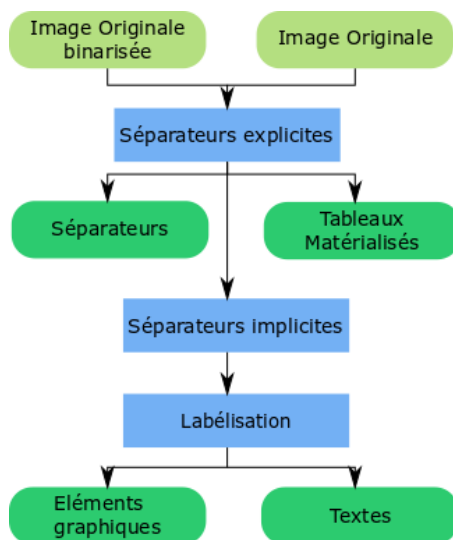 Image Originale
binarisée
Image Originale
Séparateurs explicites
Séparateurs
Tableaux
Matérialisés
Séparateurs implicites
Labélisation
Eléments
graphiques
Textes